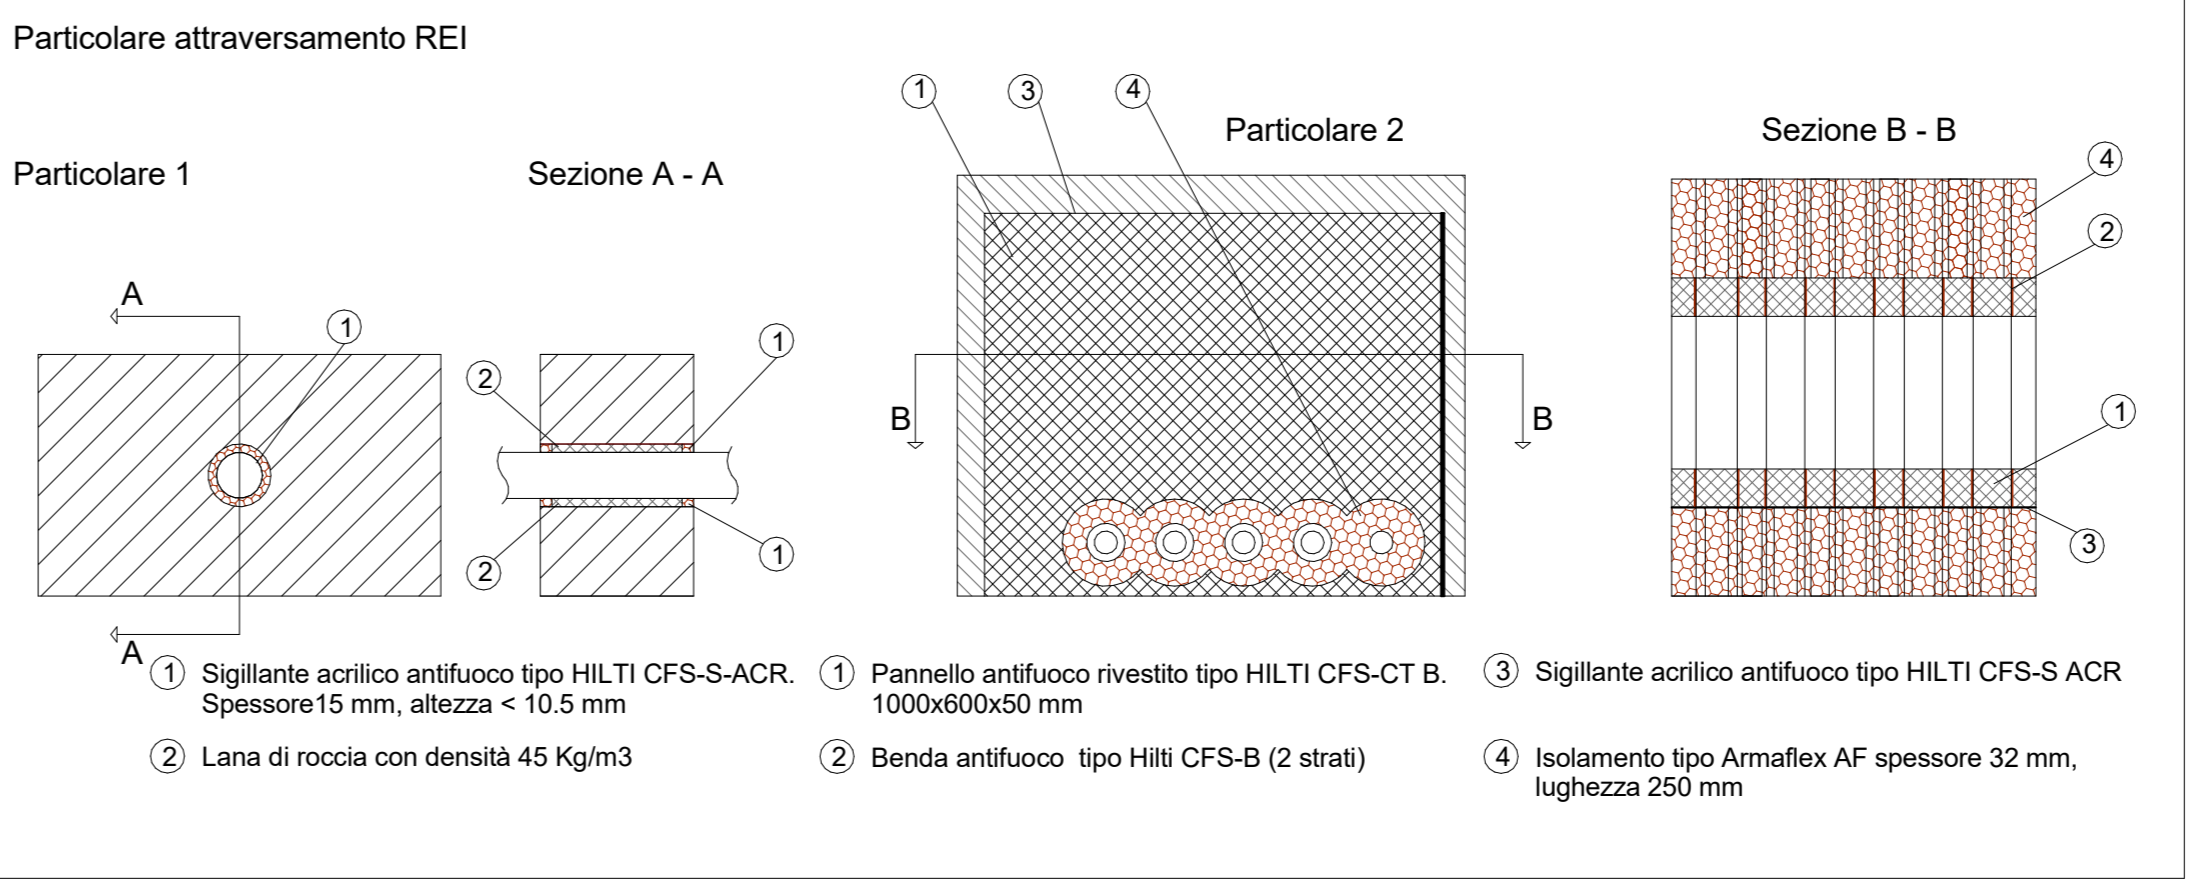 Particolare attraversamento REI
1
3
4
Particolare 2
Sezione B - B
4
Particolare 1
Sezione A - A
2
A
1
1
2
B
B
1
2
1
3
A
1 Sigillante acrilico antifuoco tipo HILTI CFS-S-ACR.
Spessore15 mm, altezza < 10.5 mm
2 Lana di roccia con densità 45 Kg/m3
1 Pannello antifuoco rivestito tipo HILTI CFS-CT B.
1000x600x50 mm
2 Benda antifuoco tipo Hilti CFS-B (2 strati)
3 Sigillante acrilico antifuoco tipo HILTI CFS-S ACR
4 Isolamento tipo Armaflex AF spessore 32 mm,
lughezza 250 mm